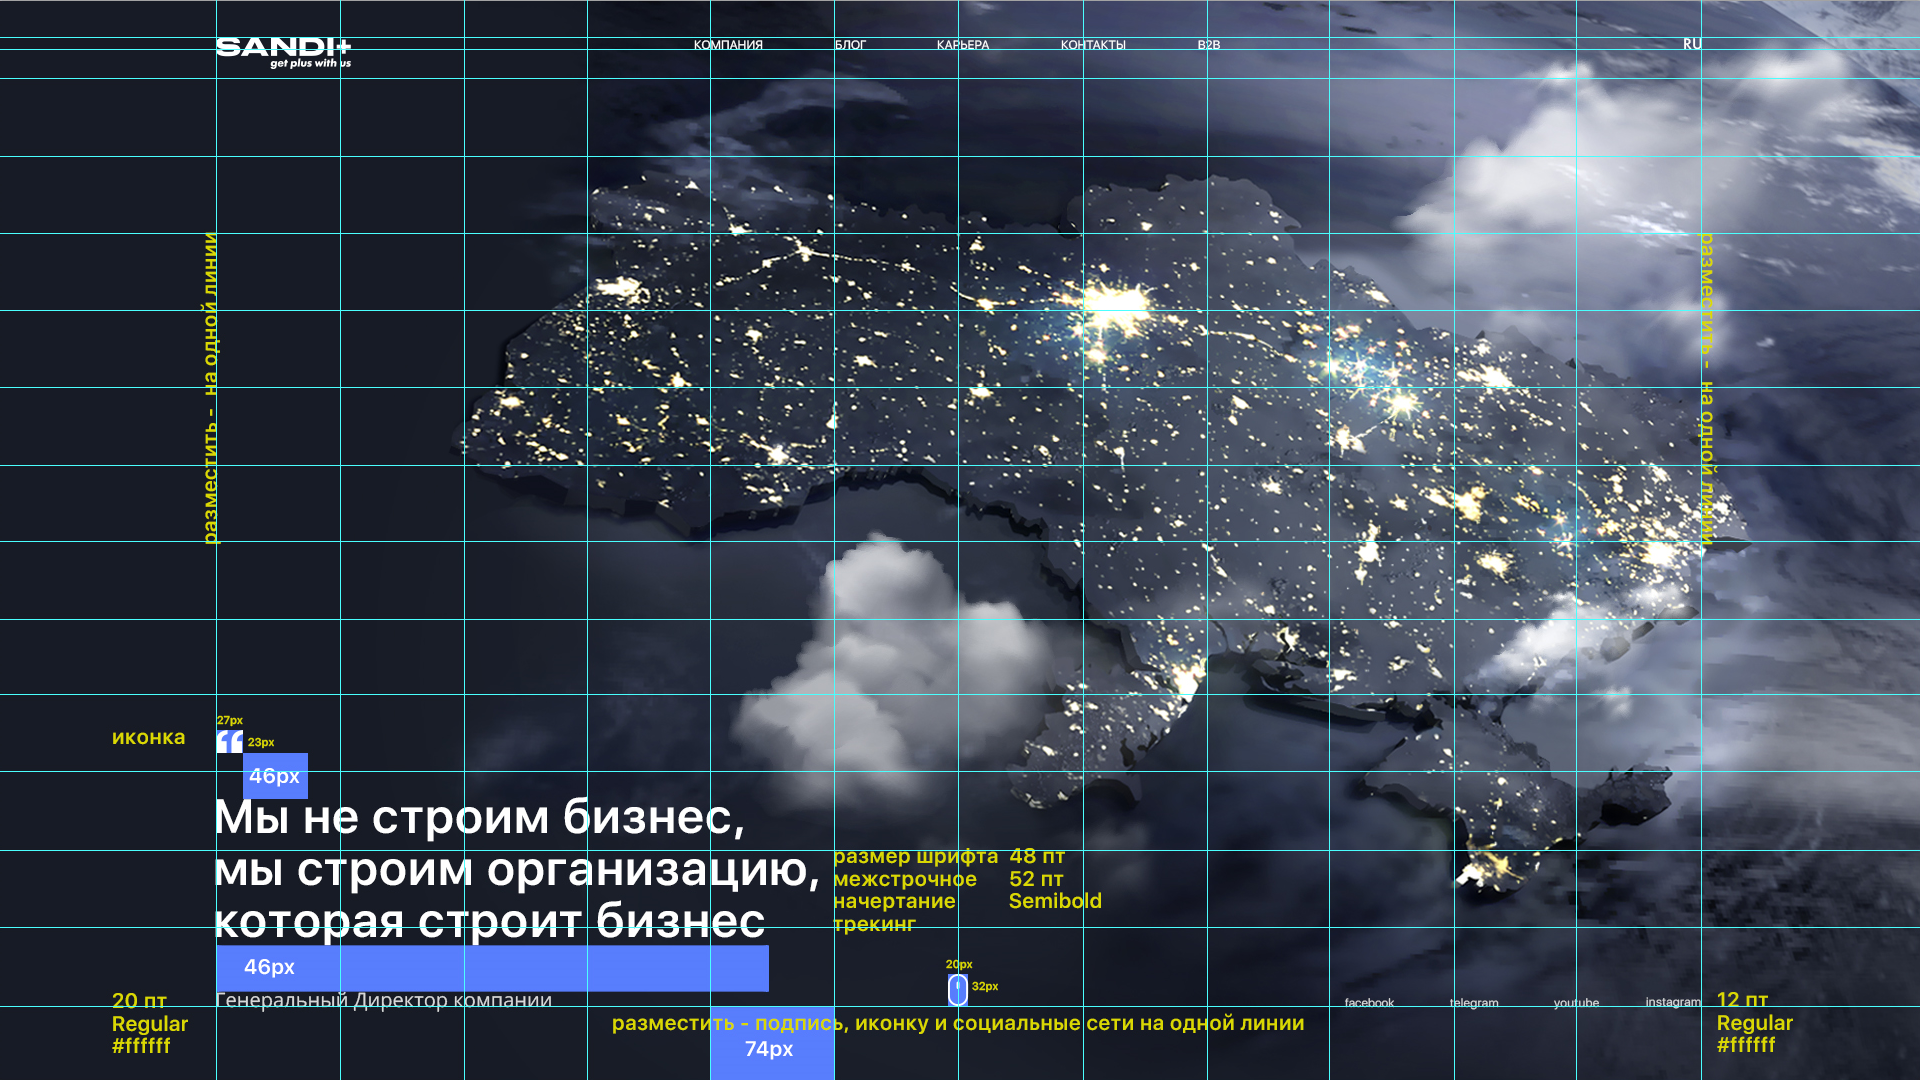 SANDI+
get plus with us
КОМПАНИЯ БЛОГ КАРЬЕРА КОНТАКТЫ B2B RU
разместить - на одной линии
разместить - на одной линии
27px
иконка
23px
46px
Мы не строим бизнес,
мы строим организацию,
которая строит бизнес
размер шрифта 48 пт
межстрочное 52 пт
начертание Semibold
трекинг
46px
20px
32px
20 пт
Regular
#ffffff
Генеральный Директор компании
facebook telegram youtube instagram
12 пт
Regular
#ffffff
разместить - подпись, иконку и социальные сети на одной линии
74px